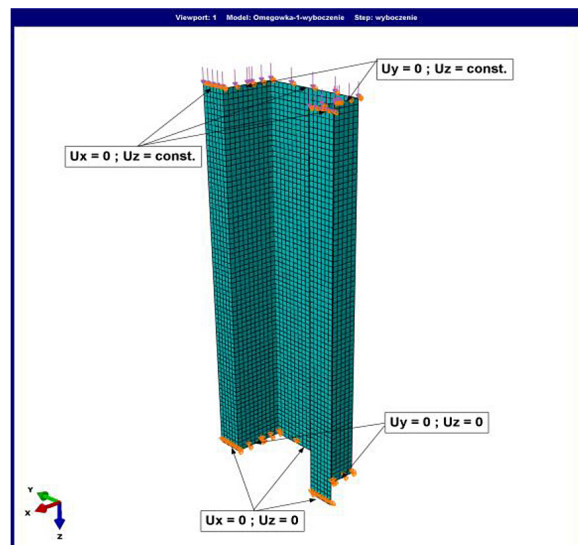 Viewport: 1 Model: Omegowka-1-wyboczenie Step: wyboczenie
Uy = 0 ; Uz = const.
Ux = 0 ; Uz = const.
Uy = 0 ; Uz = 0
Ux = 0 ; Uz = 0
Y
X
Z